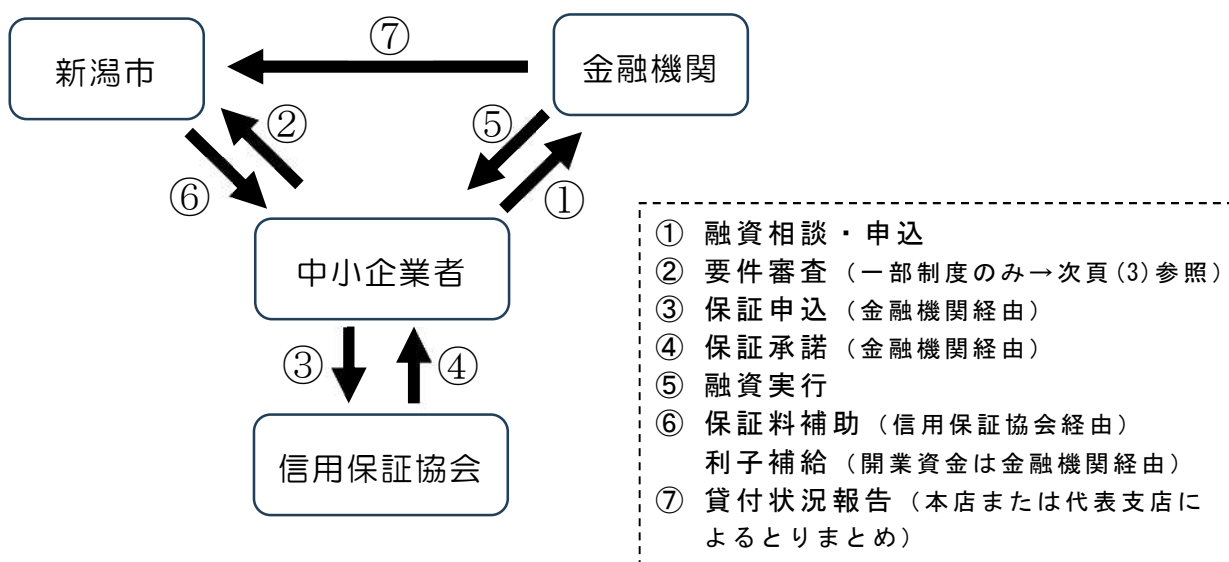 ⑦
新潟市
金融機関
②
⑤
⑥
①
中小企業者
③
④
信用保証協会
① 融資相談・申込
② 要件審査（一部制度のみ→次頁(3)参照）
③ 保証申込（金融機関経由）
④ 保証承諾（金融機関経由）
⑤ 融資実行
⑥ 保証料補助（信用保証協会経由）
利子補給（開業資金は金融機関経由）
⑦ 貸付状況報告（本店または代表支店に
よるとりまとめ）